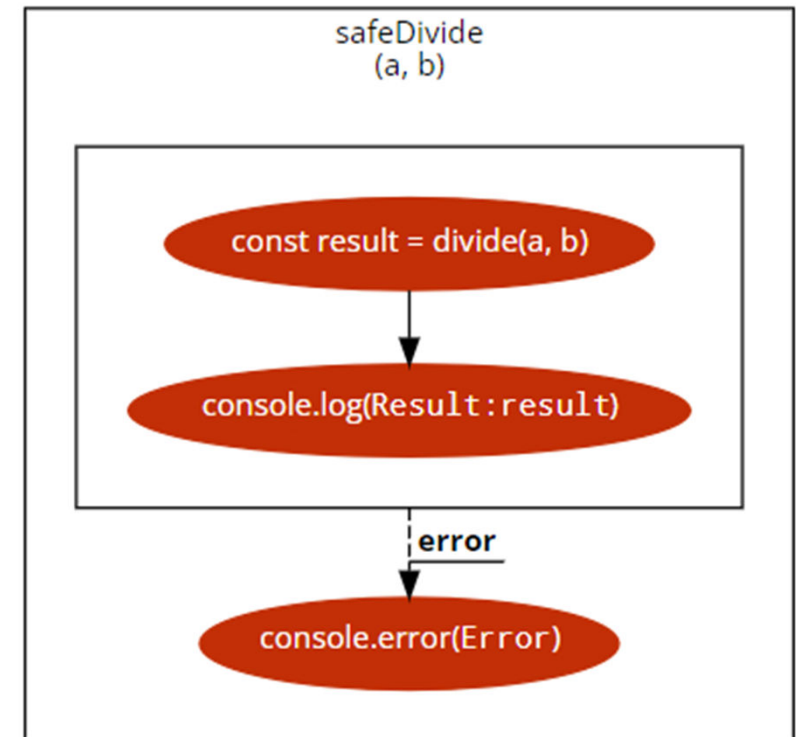 safeDivide
(a, b)
const result = divide(a, b)
console.log(Result:result)
error
console.error(Error)